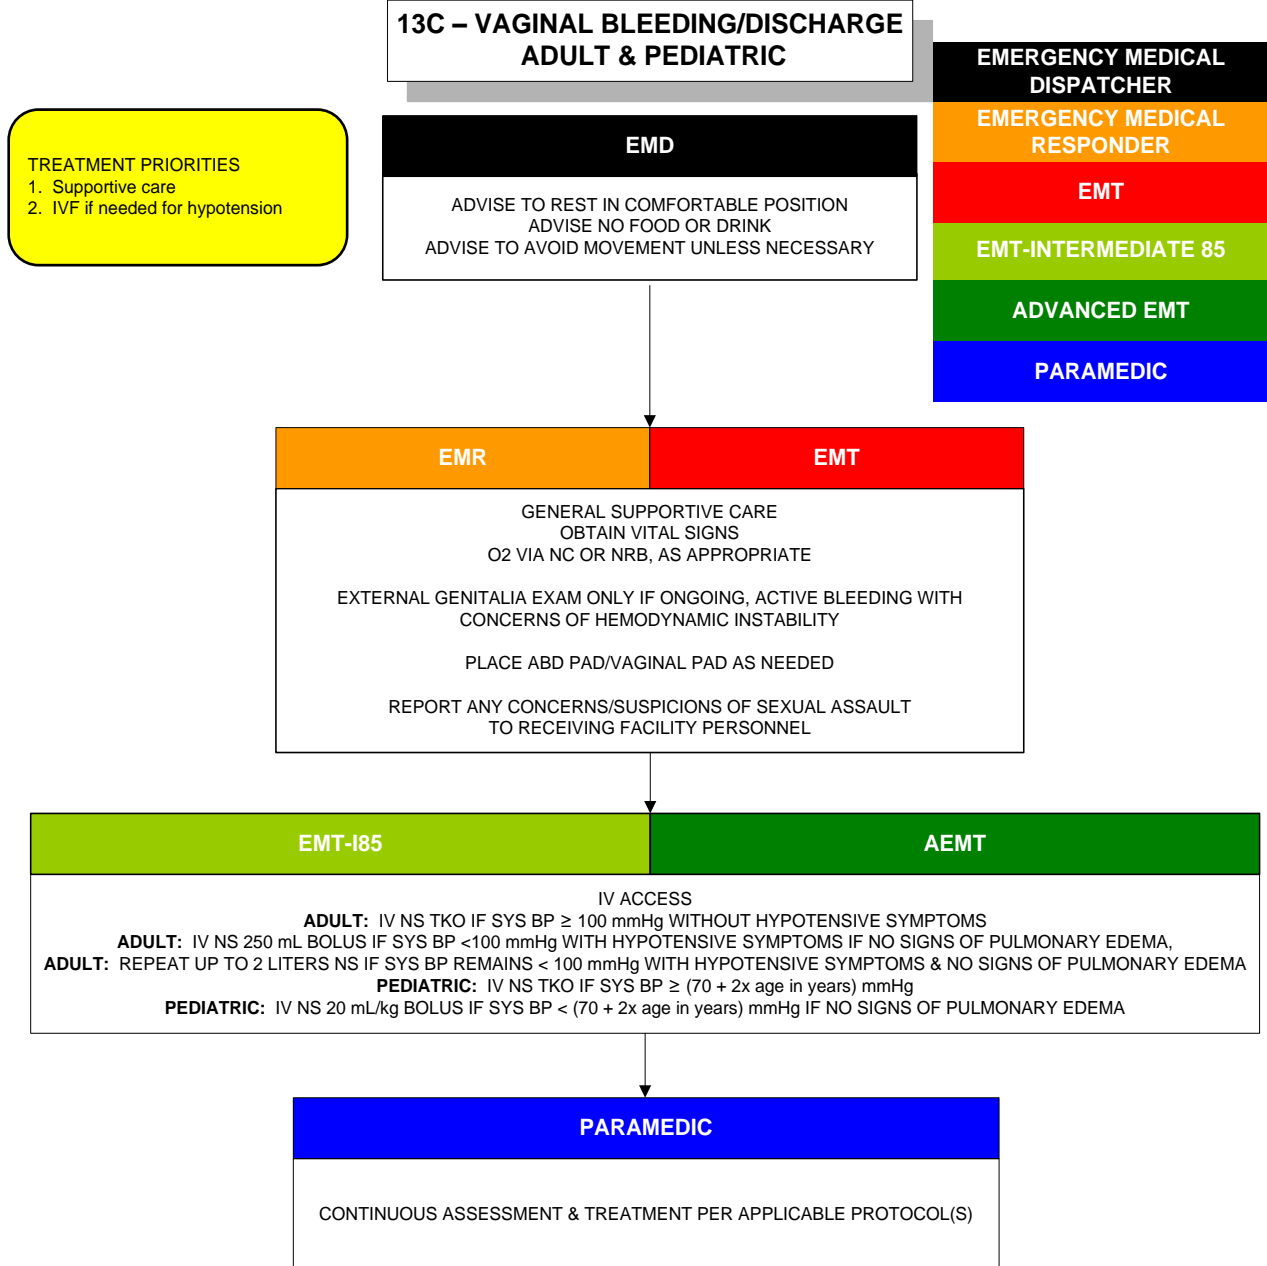 13C – VAGINAL BLEEDING/DISCHARGE
ADULT & PEDIATRIC
EMERGENCY MEDICAL
DISPATCHER
EMERGENCY MEDICAL
RESPONDER
EMT
EMT-INTERMEDIATE 85
ADVANCED EMT
PARAMEDIC
TREATMENT PRIORITIES
1. Supportive care
2. IVF if needed for hypotension
EMD
ADVISE TO REST IN COMFORTABLE POSITION
ADVISE NO FOOD OR DRINK
ADVISE TO AVOID MOVEMENT UNLESS NECESSARY
EMR
EMT
GENERAL SUPPORTIVE CARE
OBTAIN VITAL SIGNS
O2 VIA NC OR NRB, AS APPROPRIATE
EXTERNAL GENITALIA EXAM ONLY IF ONGOING, ACTIVE BLEEDING WITH
CONCERNS OF HEMODYNAMIC INSTABILITY
PLACE ABD PAD/VAGINAL PAD AS NEEDED
REPORT ANY CONCERNS/SUSPICIONS OF SEXUAL ASSAULT
TO RECEIVING FACILITY PERSONNEL
EMT-I85
AEMT
IV ACCESS
ADULT: IV NS TKO IF SYS BP ≥ 100 mmHg WITHOUT HYPOTENSIVE SYMPTOMS
ADULT: IV NS 250 mL BOLUS IF SYS BP <100 mmHg WITH HYPOTENSIVE SYMPTOMS IF NO SIGNS OF PULMONARY EDEMA,
ADULT: REPEAT UP TO 2 LITERS NS IF SYS BP REMAINS < 100 mmHg WITH HYPOTENSIVE SYMPTOMS & NO SIGNS OF PULMONARY EDEMA
PEDIATRIC: IV NS TKO IF SYS BP ≥ (70 + 2x age in years) mmHg
PEDIATRIC: IV NS 20 mL/kg BOLUS IF SYS BP < (70 + 2x age in years) mmHg IF NO SIGNS OF PULMONARY EDEMA
PARAMEDIC
CONTINUOUS ASSESSMENT & TREATMENT PER APPLICABLE PROTOCOL(S)